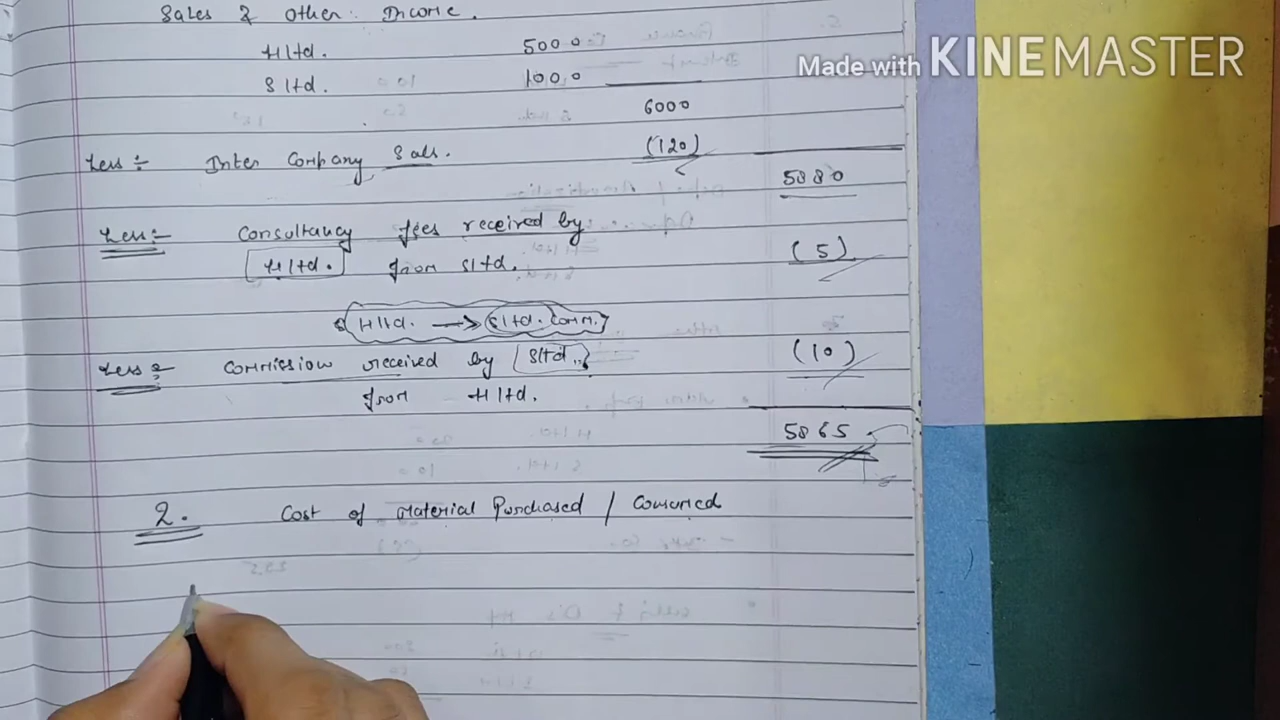 Sales & Other Income.
H ltd. 5000
S ltd. 1000
6000
Less :- Inter Company Sals. (120)
5880
Less:- Consultancy fees received by
H ltd. from S ltd. (5)
H ltd. → S ltd. comm.
Less Commission received by S ltd. (10)
from H ltd.
5865
2. Cost of Material Purchased / Consumed
Made with KINEMASTER